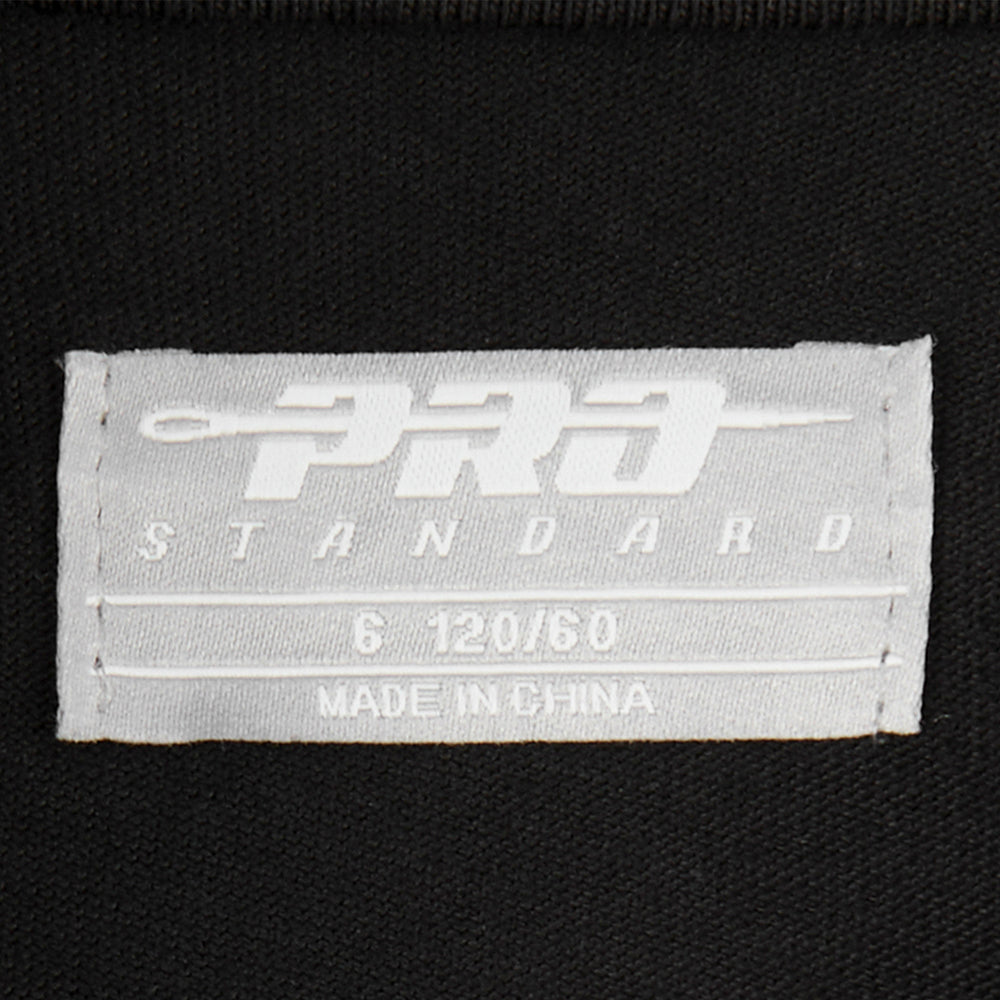 PRO
STANDARD
6 120/60
MADE IN CHINA